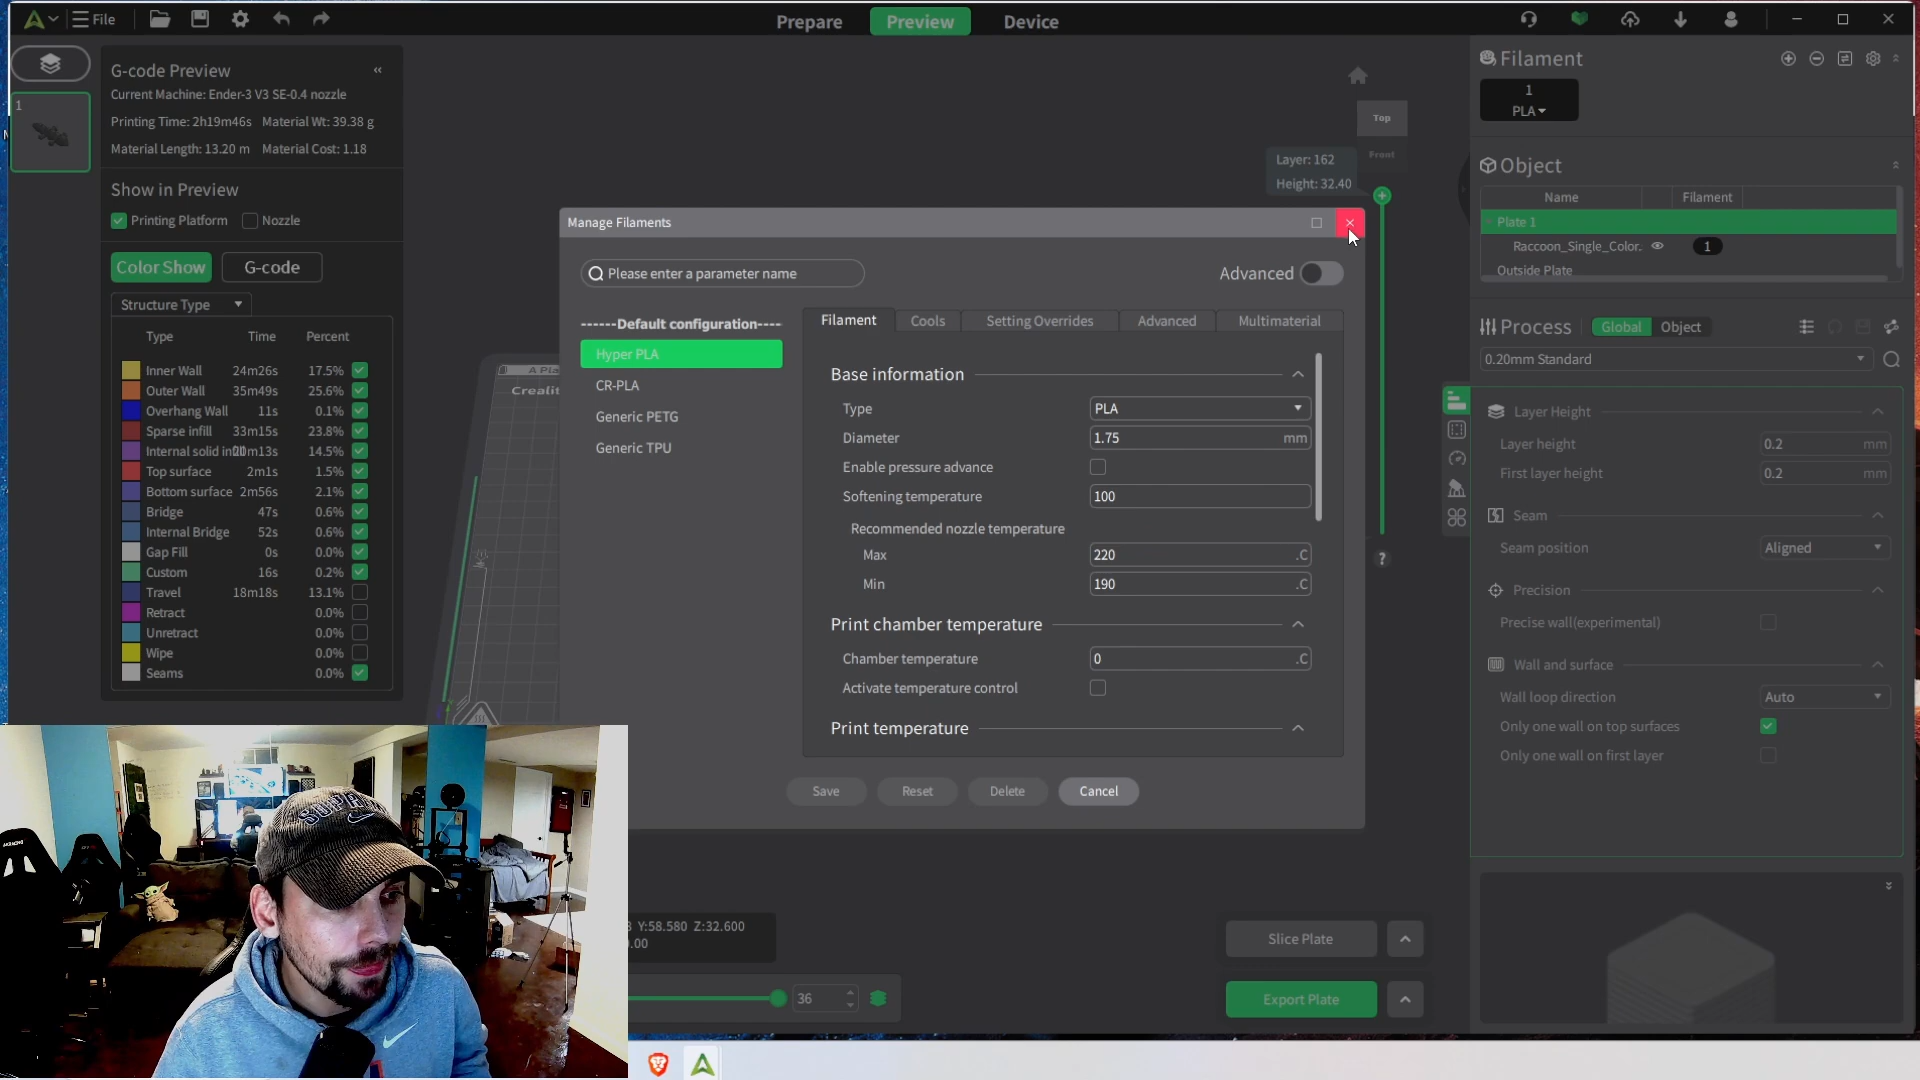 File
Prepare
Preview
Device
1
G-code Preview
Current Machine: Ender-3 V3 SE-0.4 nozzle
Printing Time: 2h19m46s Material Wt: 39.38 g
Material Length: 13.20 m Material Cost: 1.18
Show in Preview
Printing Platform Nozzle
Color Show G-code
Structure Type
Type Time Percent
Inner Wall 24m26s 17.5%
Outer Wall 35m49s 25.6%
Overhang Wall 11s 0.1%
Sparse infill 33m15s 23.8%
Internal solid infill 20m13s 14.5%
Top surface 2m1s 1.5%
Bottom surface 2m56s 2.1%
Bridge 47s 0.6%
Internal Bridge 52s 0.6%
Gap Fill 0s 0.0%
Custom 16s 0.2%
Travel 18m18s 13.1%
Retract 0.0%
Unretract 0.0%
Wipe 0.0%
Seams 0.0%
Top
Front
Layer: 162
Height: 32.40
Manage Filaments
Please enter a parameter name
Advanced
------Default configuration----
Hyper PLA
CR-PLA
Generic PETG
Generic TPU
Filament Cools Setting Overrides Advanced Multimaterial
Base information
Type PLA
Diameter 1.75 mm
Enable pressure advance
Softening temperature 100
Recommended nozzle temperature
Max 220 .C
Min 190 .C
Print chamber temperature
Chamber temperature 0 .C
Activate temperature control
Print temperature
Save Reset Delete Cancel
A Pla
Crealit
?
Y:58.580 Z:32.600
.00
36
Slice Plate
Export Plate
Filament
1
PLA
Object
Name Filament
Plate 1
Raccoon_Single_Color. 1
Outside Plate
Process Global Object
0.20mm Standard
Layer Height
Layer height 0.2 mm
First layer height 0.2 mm
Seam
Seam position Aligned
Precision
Precise wall(experimental)
Wall and surface
Wall loop direction Auto
Only one wall on top surfaces
Only one wall on first layer